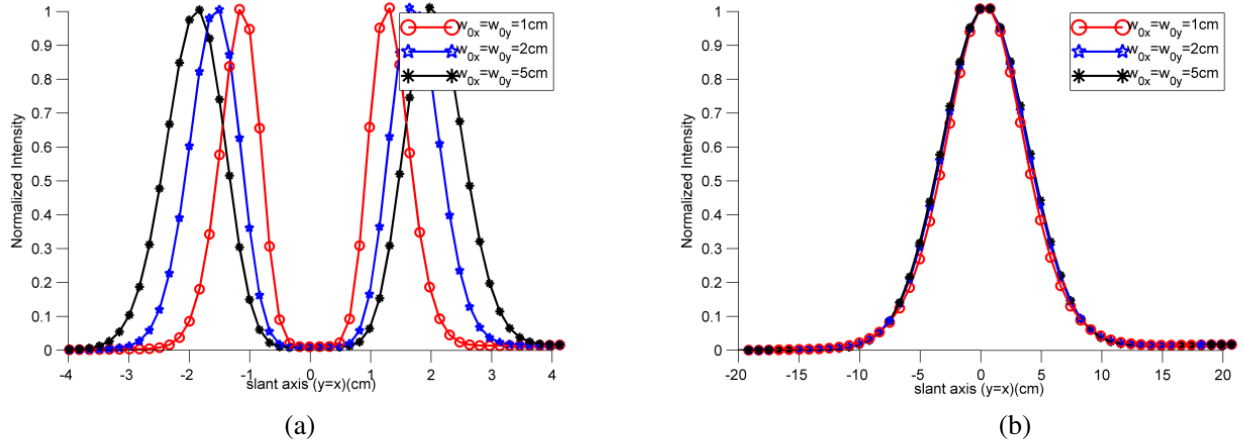 1
0.9
0.8
0.7
0.6
0.5
0.4
0.3
0.2
0.1
0
Normalized Intensity
-4 -3 -2 -1 0 1 2 3 4
slant axis (y=x)(cm)
w0x=w0y=1cm
w0x=w0y=2cm
w0x=w0y=5cm
(a)
1
0.9
0.8
0.7
0.6
0.5
0.4
0.3
0.2
0.1
0
Normalized Intensity
-20 -15 -10 -5 0 5 10 15 20
slant axis (y=x)(cm)
w0x=w0y=1cm
w0x=w0y=2cm
w0x=w0y=5cm
(b)